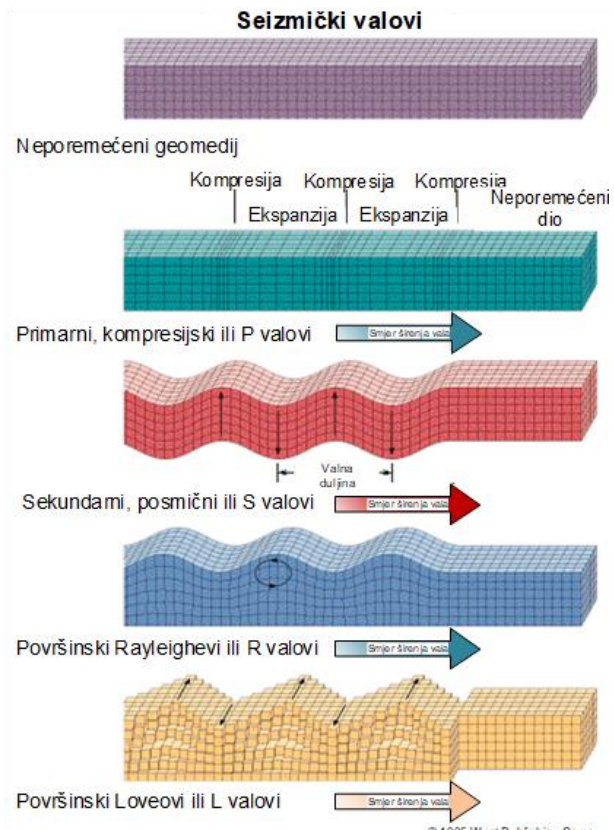 Seizmički valovi
Neporemećeni geomedij
Kompresija Kompresija Kompresija
Ekspanzija Ekspanzija
Neporemećeni
dio
Primarni, kompresijski ili P valovi
Smjer širenja vala
Valna
duljina
Sekundarni, posmični ili S valovi
Smjer širenja vala
Površinski Rayleighevi ili R valovi
Smjer širenja vala
Površinski Loveovi ili L valovi
Smjer širenja vala